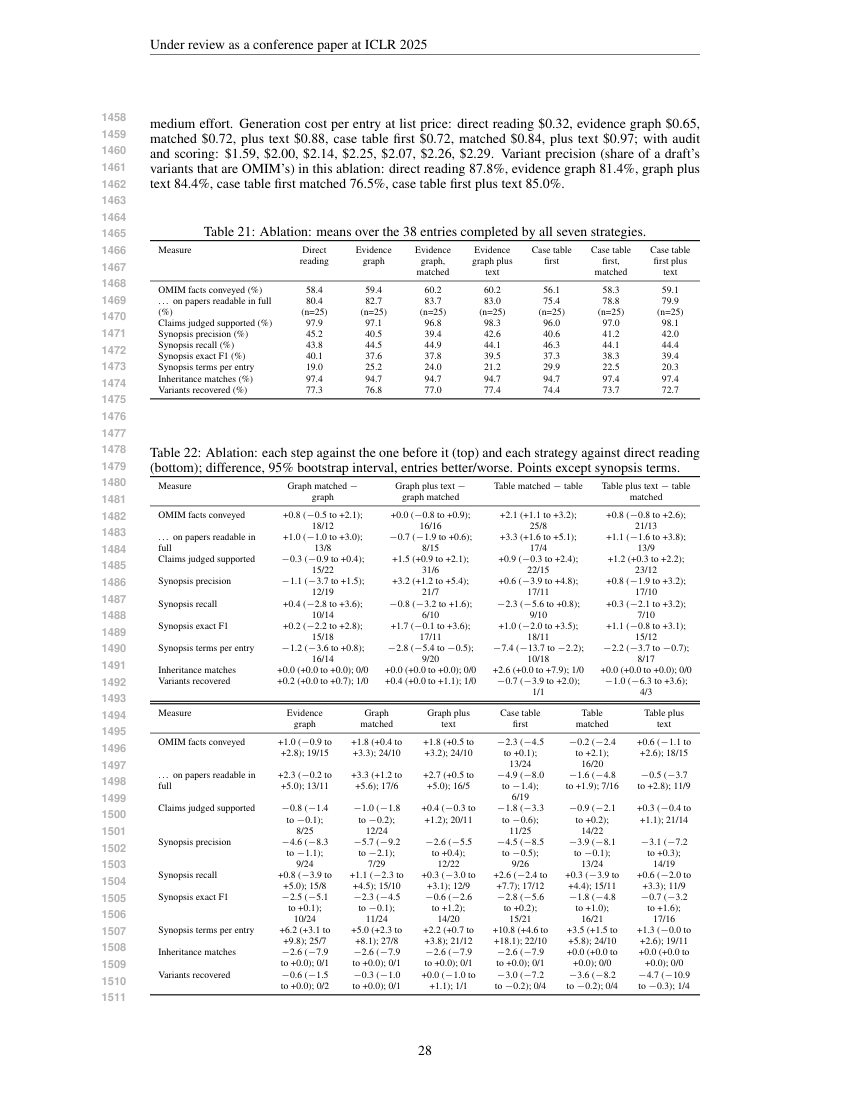 Under review as a conference paper at ICLR 2025
1458
1459
1460
1461
1462
1463
1464
1465
1466
1467
1468
1469
1470
1471
1472
1473
1474
1475
1476
1477
1478
1479
1480
1481
1482
1483
1484
1485
1486
1487
1488
1489
1490
1491
1492
1493
1494
1495
1496
1497
1498
1499
1500
1501
1502
1503
1504
1505
1506
1507
1508
1509
1510
1511
medium effort. Generation cost per entry at list price: direct reading $0.32, evidence graph $0.65,
matched $0.72, plus text $0.88, case table first $0.72, matched $0.84, plus text $0.97; with audit
and scoring: $1.59, $2.00, $2.14, $2.25, $2.07, $2.26, $2.29. Variant precision (share of a draft's
variants that are OMIM's) in this ablation: direct reading 87.8%, evidence graph 81.4%, graph plus
text 84.4%, case table first matched 76.5%, case table first plus text 85.0%.
Table 21: Ablation: means over the 38 entries completed by all seven strategies.
Measure Direct Evidence Evidence Evidence Case table Case table Case table
reading graph graph, graph plus first first, first plus
matched text matched text
OMIM facts conveyed (%) 58.4 59.4 60.2 60.2 56.1 58.3 59.1
... on papers readable in full 80.4 82.7 83.7 83.0 75.4 78.8 79.9
(%) (n=25) (n=25) (n=25) (n=25) (n=25) (n=25) (n=25)
Claims judged supported (%) 97.9 97.1 96.8 98.3 96.0 97.0 98.1
Synopsis precision (%) 45.2 40.5 39.4 42.6 40.6 41.2 42.0
Synopsis recall (%) 43.8 44.5 44.9 44.1 46.3 44.1 44.4
Synopsis exact F1 (%) 40.1 37.6 37.8 39.5 37.3 38.3 39.4
Synopsis terms per entry 19.0 25.2 24.0 21.2 29.9 22.5 20.3
Inheritance matches (%) 97.4 94.7 94.7 94.7 94.7 97.4 97.4
Variants recovered (%) 77.3 76.8 77.0 77.4 74.4 73.7 72.7
Table 22: Ablation: each step against the one before it (top) and each strategy against direct reading
(bottom); difference, 95% bootstrap interval, entries better/worse. Points except synopsis terms.
Measure Graph matched − Graph plus text − Table matched − table Table plus text − table
graph graph matched matched
OMIM facts conveyed +0.8 (−0.5 to +2.1); +0.0 (−0.8 to +0.9); +2.1 (+1.1 to +3.2); +0.8 (−0.8 to +2.6);
18/12 16/16 25/8 21/13
... on papers readable in +1.0 (−1.0 to +3.0); −0.7 (−1.9 to +0.6); +3.3 (+1.6 to +5.1); +1.1 (−1.6 to +3.8);
full 13/8 8/15 17/4 13/9
Claims judged supported −0.3 (−0.9 to +0.4); +1.5 (+0.9 to +2.1); +0.9 (−0.3 to +2.4); +1.2 (+0.3 to +2.2);
15/22 31/6 22/15 23/12
Synopsis precision −1.1 (−3.7 to +1.5); +3.2 (+1.2 to +5.4); +0.6 (−3.9 to +4.8); +0.8 (−1.9 to +3.2);
12/19 21/7 17/11 17/10
Synopsis recall +0.4 (−2.8 to +3.6); −0.8 (−3.2 to +1.6); −2.3 (−5.6 to +0.8); +0.3 (−2.1 to +3.2);
10/14 6/10 9/10 7/10
Synopsis exact F1 +0.2 (−2.2 to +2.8); +1.7 (−0.1 to +3.6); +1.0 (−2.0 to +3.5); +1.1 (−0.8 to +3.1);
15/18 17/11 18/11 15/12
Synopsis terms per entry −1.2 (−3.6 to +0.8); −2.8 (−5.4 to −0.5); −7.4 (−13.7 to −2.2); −2.2 (−3.7 to −0.7);
16/14 9/20 10/18 8/17
Inheritance matches +0.0 (+0.0 to +0.0); 0/0 +0.0 (+0.0 to +0.0); 0/0 +2.6 (+0.0 to +7.9); 1/0 +0.0 (+0.0 to +0.0); 0/0
Variants recovered +0.2 (+0.0 to +0.7); 1/0 +0.4 (+0.0 to +1.1); 1/0 −0.7 (−3.9 to +2.0); −1.0 (−6.3 to +3.6);
1/1 4/3
Measure Evidence Graph Graph plus Case table Table Table plus
graph matched text first matched text
OMIM facts conveyed +1.0 (−0.9 to +1.8 (+0.4 to +1.8 (+0.5 to −2.3 (−4.5 −0.2 (−2.4 +0.6 (−1.1 to
+2.8); 19/15 +3.3); 24/10 +3.2); 24/10 to +0.1); to +2.1); +2.6); 18/15
13/24 16/20
... on papers readable in +2.3 (−0.2 to +3.3 (+1.2 to +2.7 (+0.5 to −4.9 (−8.0 −1.6 (−4.8 −0.5 (−3.7
full +5.0); 13/11 +5.6); 17/6 +5.0); 16/5 to −1.4); to +1.9); 7/16 to +2.8); 11/9
6/19
Claims judged supported −0.8 (−1.4 −1.0 (−1.8 +0.4 (−0.3 to −1.8 (−3.3 −0.9 (−2.1 +0.3 (−0.4 to
to −0.1); to −0.2); +1.2); 20/11 to −0.6); to +0.2); +1.1); 21/14
8/25 12/24 11/25 14/22
Synopsis precision −4.6 (−8.3 −5.7 (−9.2 −2.6 (−5.5 −4.5 (−8.5 −3.9 (−8.1 −3.1 (−7.2
to −1.1); to −2.1); to +0.4); to −0.5); to −0.1); to +0.3);
9/24 7/29 12/22 9/26 13/24 14/19
Synopsis recall +0.8 (−3.9 to +1.1 (−2.3 to +0.3 (−3.0 to +2.6 (−2.4 to +0.3 (−3.9 to +0.6 (−2.0 to
+5.0); 15/8 +4.5); 15/10 +3.1); 12/9 +7.7); 17/12 +4.4); 15/11 +3.3); 11/9
Synopsis exact F1 −2.5 (−5.1 −2.3 (−4.5 −0.6 (−2.6 −2.8 (−5.6 −1.8 (−4.8 −0.7 (−3.2
to +0.1); to −0.1); to +1.2); to +0.2); to +1.0); to +1.6);
10/24 11/24 14/20 15/21 16/21 17/16
Synopsis terms per entry +6.2 (+3.1 to +5.0 (+2.3 to +2.2 (+0.7 to +10.8 (+4.6 to +3.5 (+1.5 to +1.3 (−0.0 to
+9.8); 25/7 +8.1); 27/8 +3.8); 21/12 +18.1); 22/10 +5.8); 24/10 +2.6); 19/11
Inheritance matches −2.6 (−7.9 −2.6 (−7.9 −2.6 (−7.9 −2.6 (−7.9 +0.0 (+0.0 to +0.0 (+0.0 to
to +0.0); 0/1 to +0.0); 0/1 to +0.0); 0/1 to +0.0); 0/1 +0.0); 0/0 +0.0); 0/0
Variants recovered −0.6 (−1.5 −0.3 (−1.0 +0.0 (−1.0 to −3.0 (−7.2 −3.6 (−8.2 −4.7 (−10.9
to +0.0); 0/2 to +0.0); 0/1 +1.1); 1/1 to −0.2); 0/4 to −0.2); 0/4 to −0.3); 1/4
28